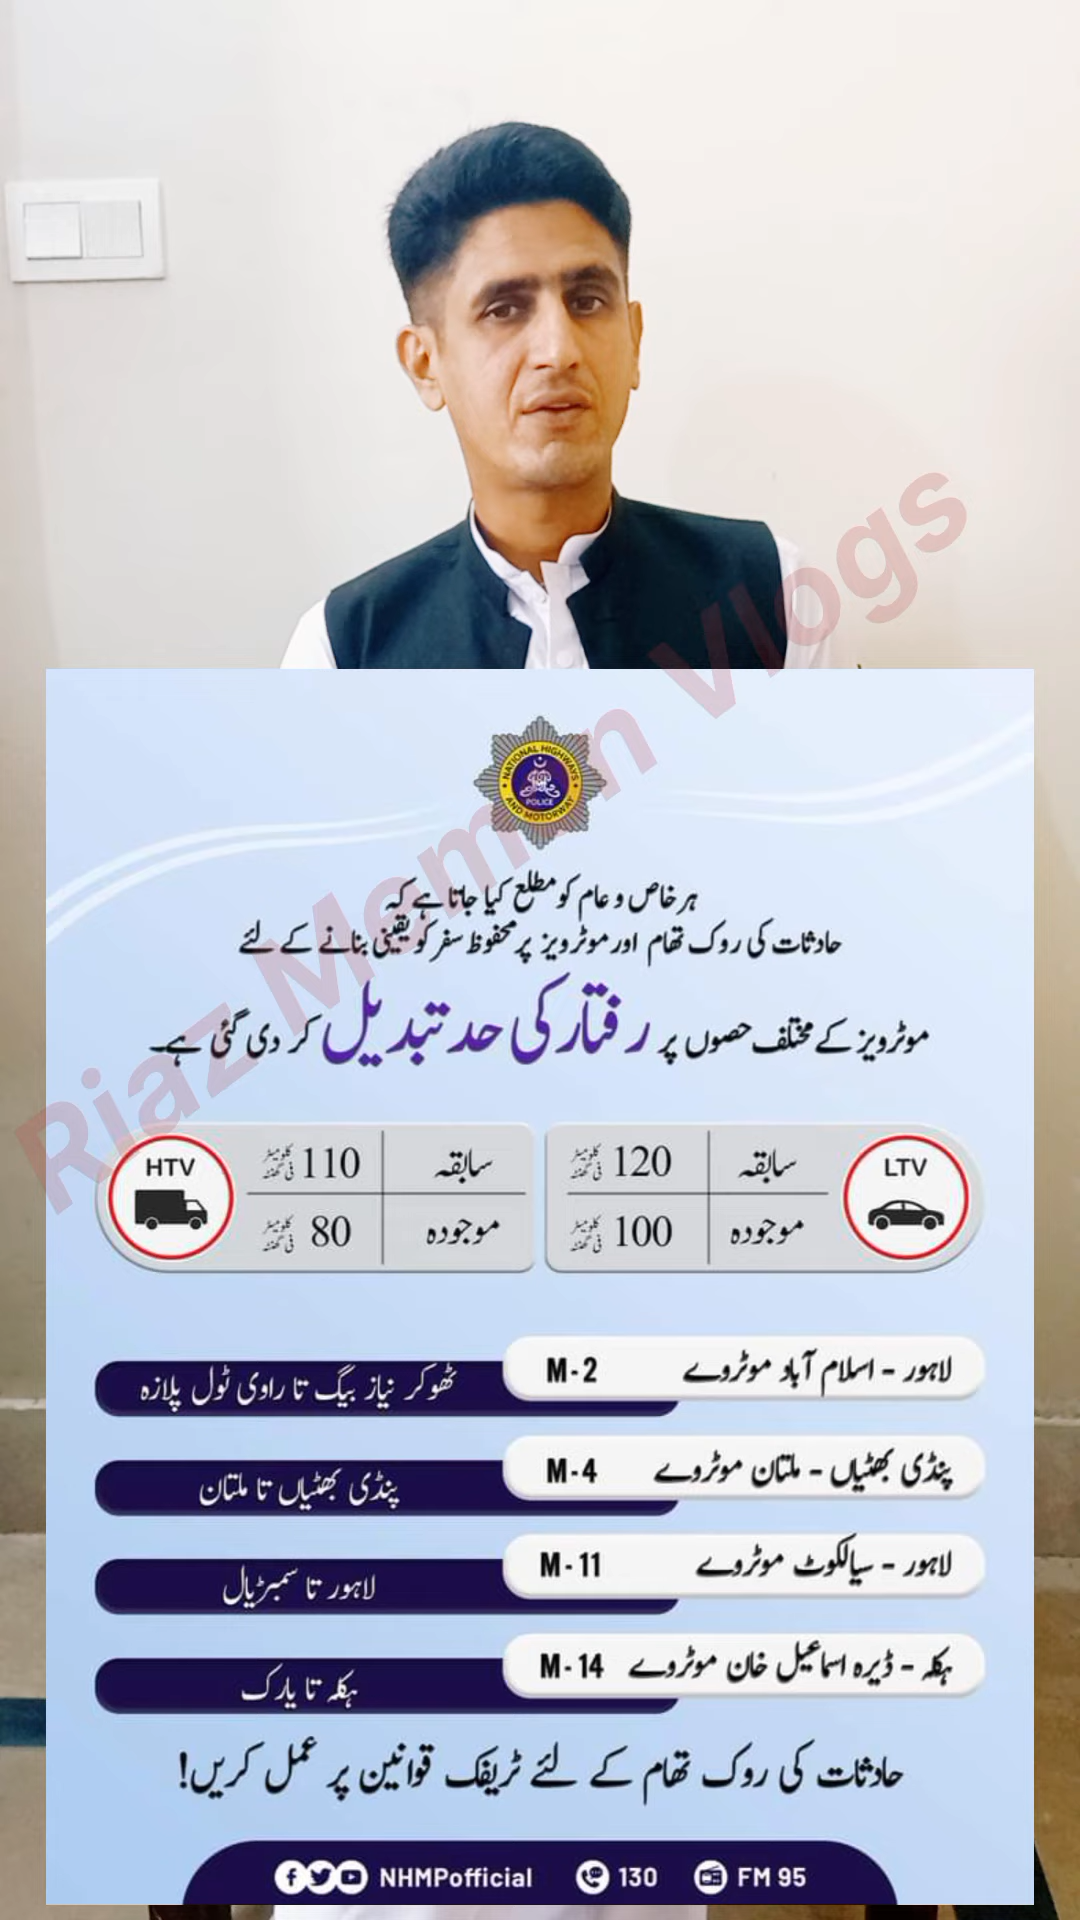 Riaz Memon Vlogs
NATIONAL HIGHWAYS
AND MOTORWAY
POLICE
ہر خاص و عام کو مطلع کیا جاتا ہے کہ
حادثات کی روک تھام اور موٹرویز پر محفوظ سفر کو یقینی بنانے کے لئے
موٹرویز کے مختلف حصوں پر رفتار کی حد تبدیل کر دی گئی ہے۔
LTV
سابقہ 120 کلومیٹر فی گھنٹہ
موجودہ 100 کلومیٹر فی گھنٹہ
HTV
سابقہ 110 کلومیٹر فی گھنٹہ
موجودہ 80 کلومیٹر فی گھنٹہ
لاہور - اسلام آباد موٹروے M-2
ٹھوکر نیاز بیگ تا راوی ٹول پلازہ
پنڈی بھٹیاں - ملتان موٹروے M-4
پنڈی بھٹیاں تا ملتان
لاہور - سیالکوٹ موٹروے M-11
لاہور تا سمبڑیال
ہکلہ - ڈیرہ اسماعیل خان موٹروے M-14
ہکلہ تا یارک
حادثات کی روک تھام کے لئے ٹریفک قوانین پر عمل کریں!
NHMPofficial 130 FM 95